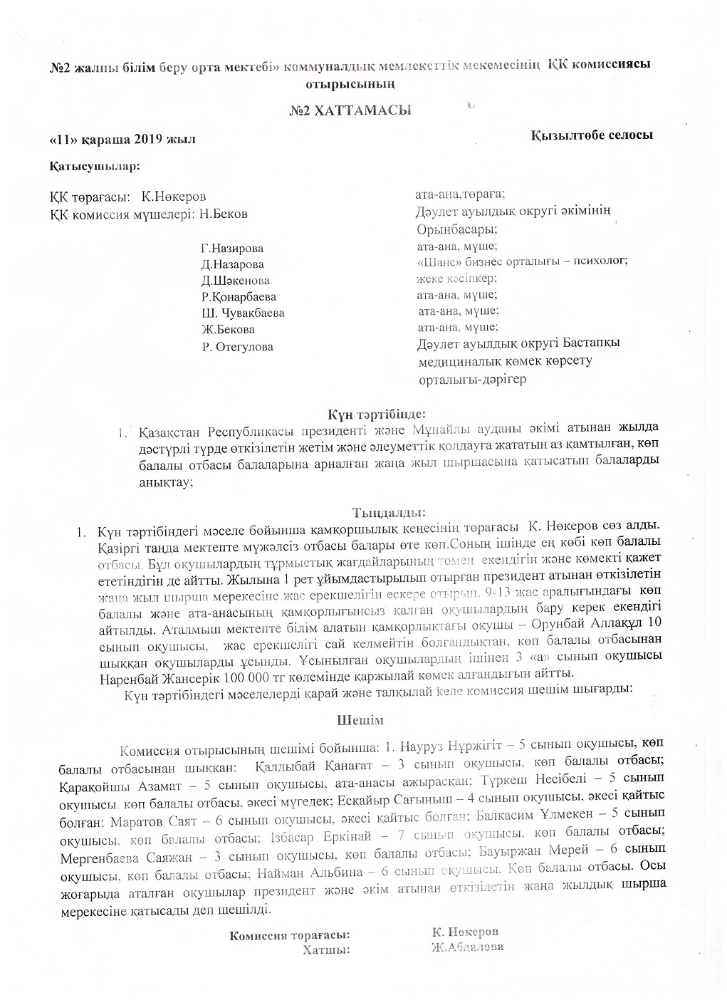 №2 жалпы білім беру орта мектебі» коммуналдық мемлекеттік мекемесінің ҚК комиссиясы
отырысының
№2 ХАТТАМАСЫ
«11» қараша 2019 жыл Қызылтөбе селосы
Қатысушылар:
ҚК төрағасы: К.Нөкеров ата-ана,төраға;
ҚК комиссия мүшелері: Н.Беков Дәулет ауылдық округі әкімінің
Орынбасары;
Г.Назирова ата-ана, мүше;
Д.Назарова «Шанс» бизнес орталығы – психолог;
Д.Шәкенова жеке кәсіпкер;
Р.Қонарбаева ата-ана, мүше;
Ш. Чувакбаева ата-ана, мүше;
Ж.Бекова ата-ана, мүше;
Р. Отегулова Дәулет ауылдық округі Бастапқы
медициналық көмек көрсету
орталығы-дәрігер
Күн тәртібінде:
1. Қазақстан Республикасы президенті және Мұнайлы ауданы әкімі атынан жылда
дәстүрлі түрде өткізілетін жетім және әлеуметтік қолдауға жататын аз қамтылған, көп
балалы отбасы балаларына арналған жаңа жыл шыршасына қатысатын балаларды
анықтау;
Тыңдалды:
1. Күн тәртібіндегі мәселе бойынша қамқоршылық кеңесінің төрағасы К. Нөкеров сөз алды.
Қазіргі таңда мектепте мүжәлсіз отбасы балары өте көп.Соның ішінде ең көбі көп балалы
отбасы. Бұл оқушылардың тұрмыстық жағдайларының төмен екендігін және көмекті қажет
ететіндігін де айтты. Жылына 1 рет ұйымдастырылып отырған президент атынан өткізілетін
жаңа жыл шырша мерекесіне жас ерекшелігін ескере отырып, 9-13 жас аралығындағы көп
балалы және ата-анасының қамқорлығынсыз қалған оқушылардың бару керек екендігі
айтылды. Аталмыш мектепте білім алатын қамқорлықтағы оқушы – Орунбай Аллақұл 10
сынып оқушысы, жас ерекшелігі сай келмейтін болғандықтан, көп балалы отбасынан
шыққан оқушыларды ұсынды. Ұсынылған оқушылардың ішінен 3 «а» сынып оқушысы
Наренбай Жансерік 100 000 тг көлемінде қаржылай көмек алғандығын айтты.
Күн тәртібіндегі мәселелерді қарай және талқылай келе комиссия шешім шығарды:
Шешім
Комиссия отырысының шешімі бойынша: 1. Науруз Нұржігіт – 5 сынып оқушысы, көп
балалы отбасынан шыққан: Қалдыбай Қанағат – 3 сынып оқушысы, көп балалы отбасы;
Қарақойшы Азамат – 5 сынып оқушысы, ата-анасы ажырасқан; Түркеш Несібелі – 5 сынып
оқушысы, көп балалы отбасы, әкесі мүгедек; Есқайыр Сағыныш – 4 сынып оқушысы, әкесі қайтыс
болған; Маратов Саят – 6 сынып оқушысы, әкесі қайтыс болған; Балкасим Ұлмекен – 5 сынып
оқушысы, көп балалы отбасы; Ізбасар Еркінай – 7 сынып оқушысы, көп балалы отбасы;
Мергенбаева Саяжан – 3 сынып оқушысы, көп балалы отбасы; Бауыржан Мерей – 6 сынып
оқушысы, көп балалы отбасы; Найман Альбина – 6 сынып оқушысы, Көп балалы отбасы. Осы
жоғарыда аталған оқушылар президент және әкім атынан өткізілетін жаңа жылдық шырша
мерекесіне қатысады деп шешілді.
Комиссия төрағасы: К. Нөкеров
Хатшы: Ж.Абдалова